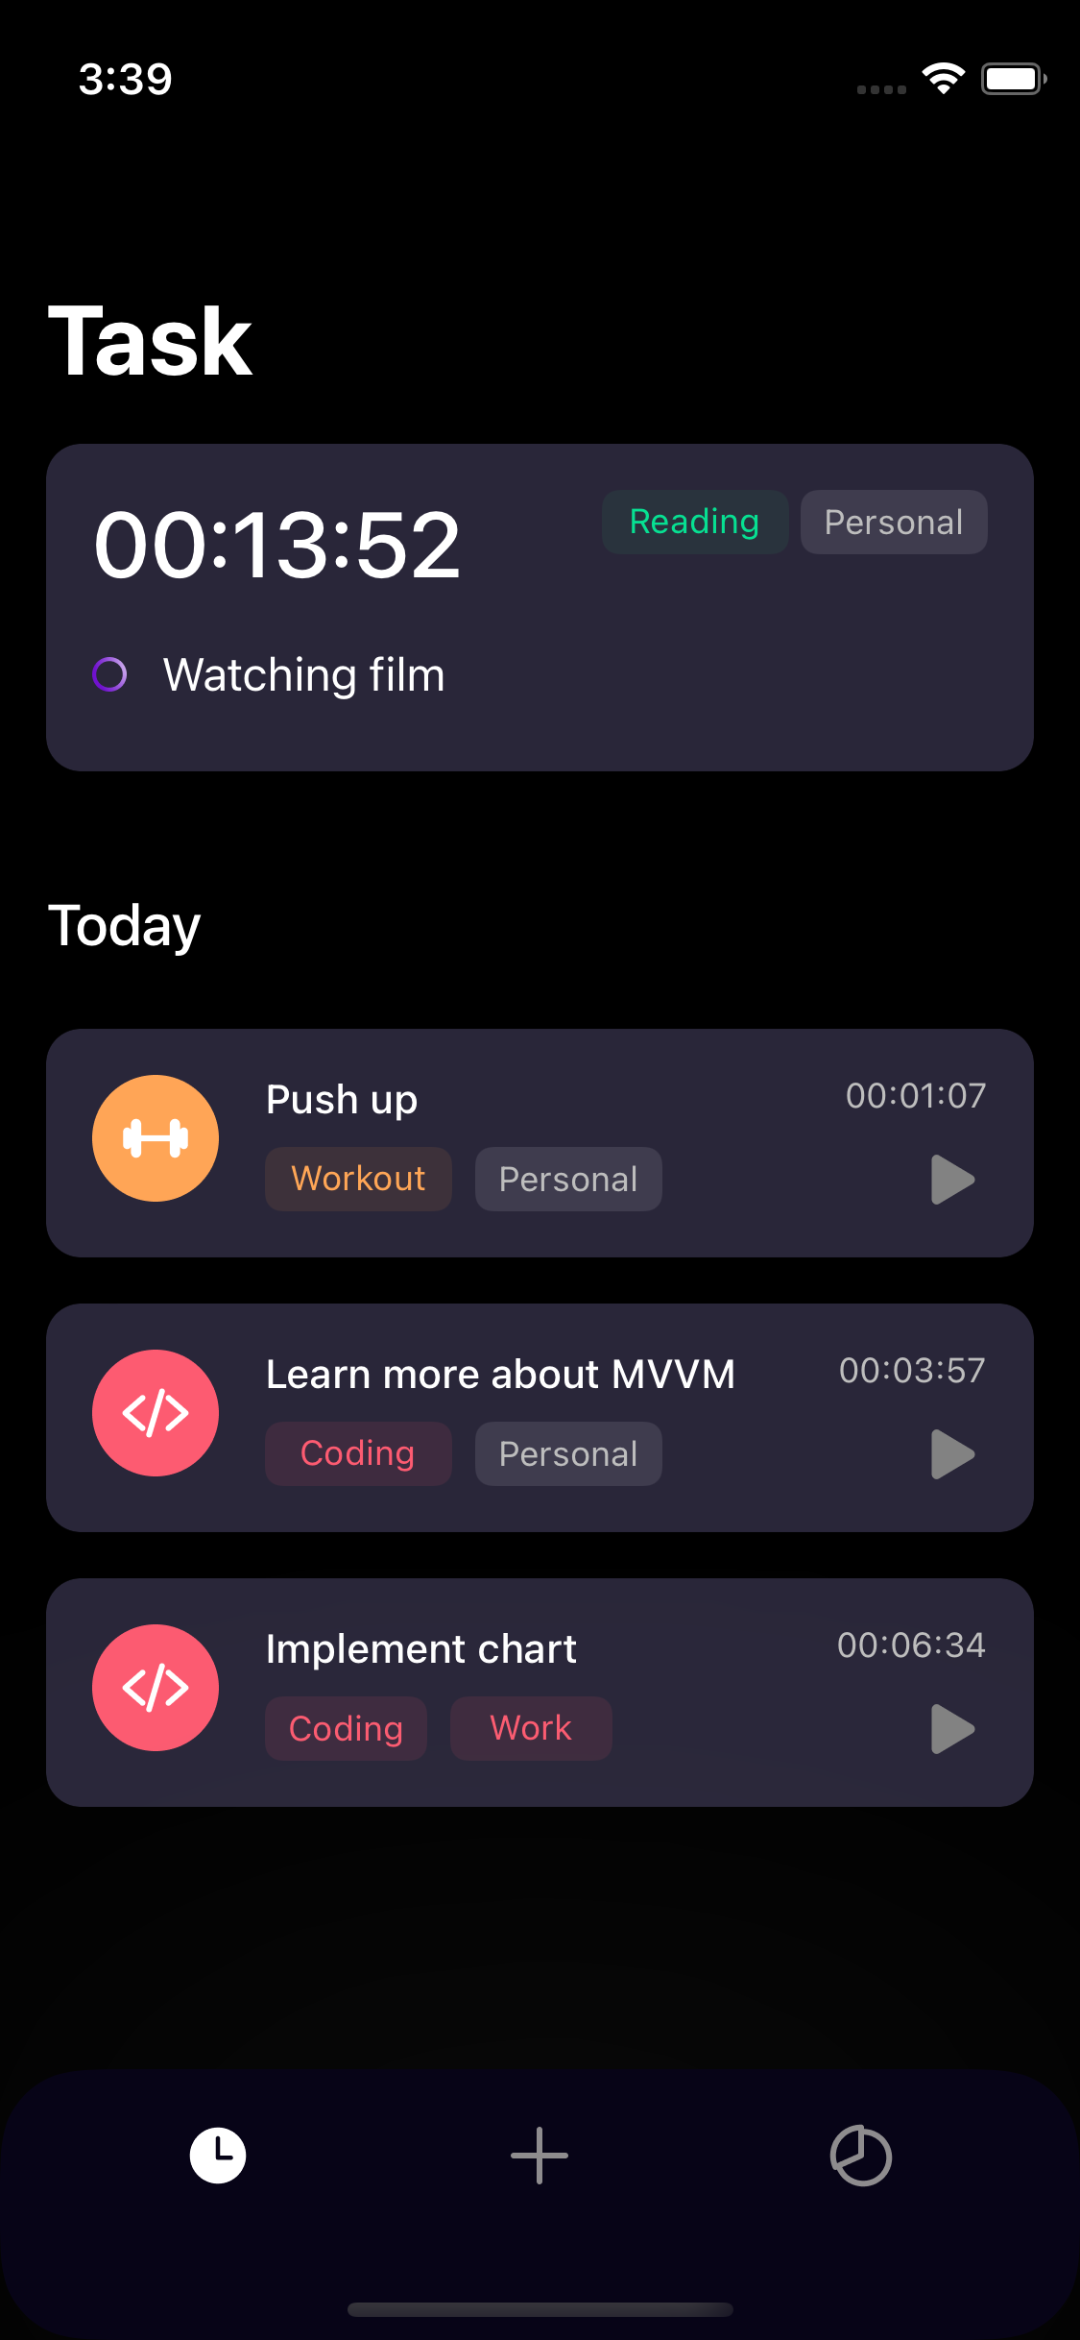 3:39
Task
00:13:52
Reading Personal
Watching film
Today
Push up 00:01:07
Workout Personal
Learn more about MVVM 00:03:57
Coding Personal
Implement chart 00:06:34
Coding Work